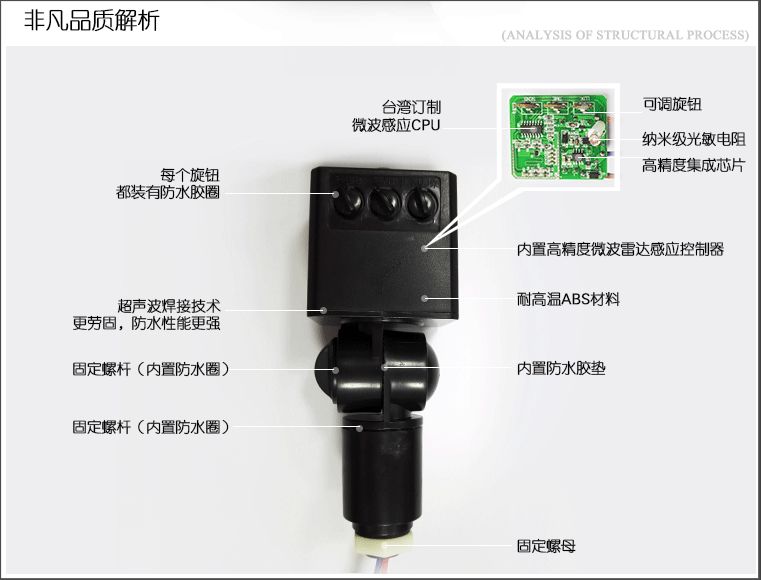 非凡品质解析
(ANALYSIS OF STRUCTURAL PROCESS)
台湾订制
微波感应CPU
可调旋钮
纳米级光敏电阻
高精度集成芯片
每个旋钮
都装有防水胶圈
内置高精度微波雷达感应控制器
耐高温ABS材料
超声波焊接技术
更劳固，防水性能更强
固定螺杆（内置防水圈）
内置防水胶垫
固定螺杆（内置防水圈）
固定螺母